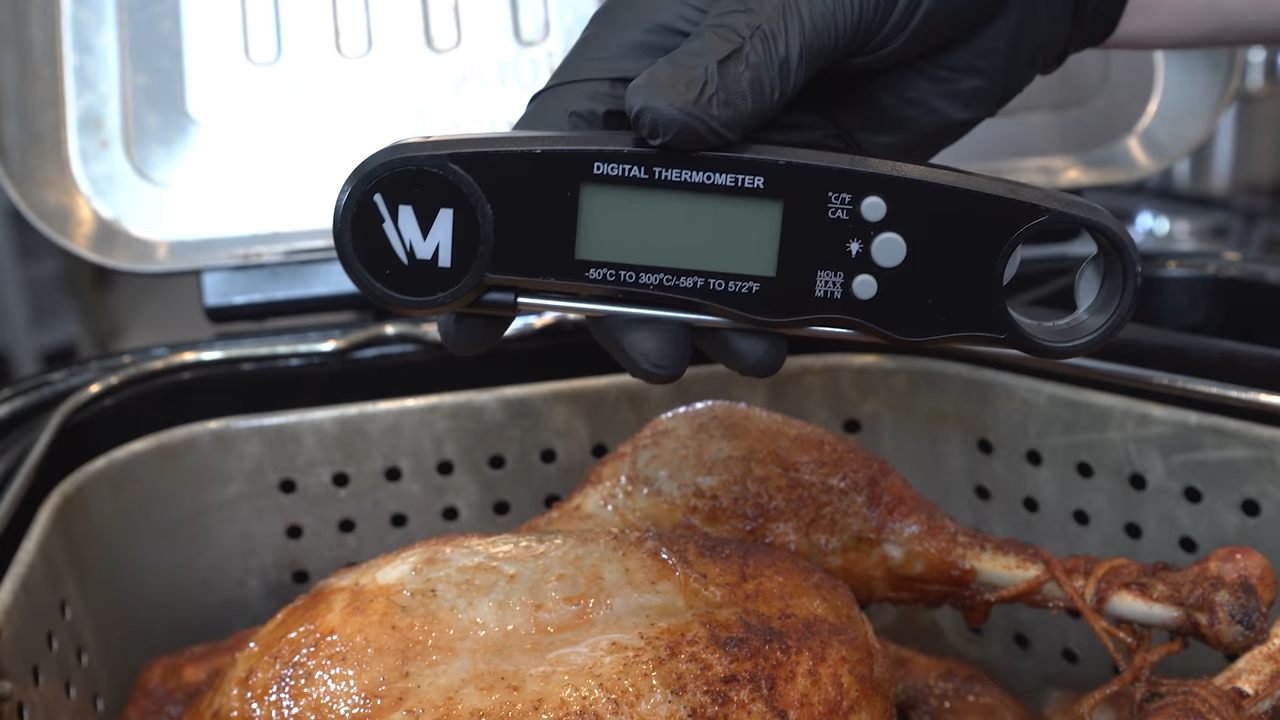 DIGITAL THERMOMETER
M
-50°C TO 300°C/-58°F TO 572°F
°C/°F
CAL
HOLD
MAX
MIN